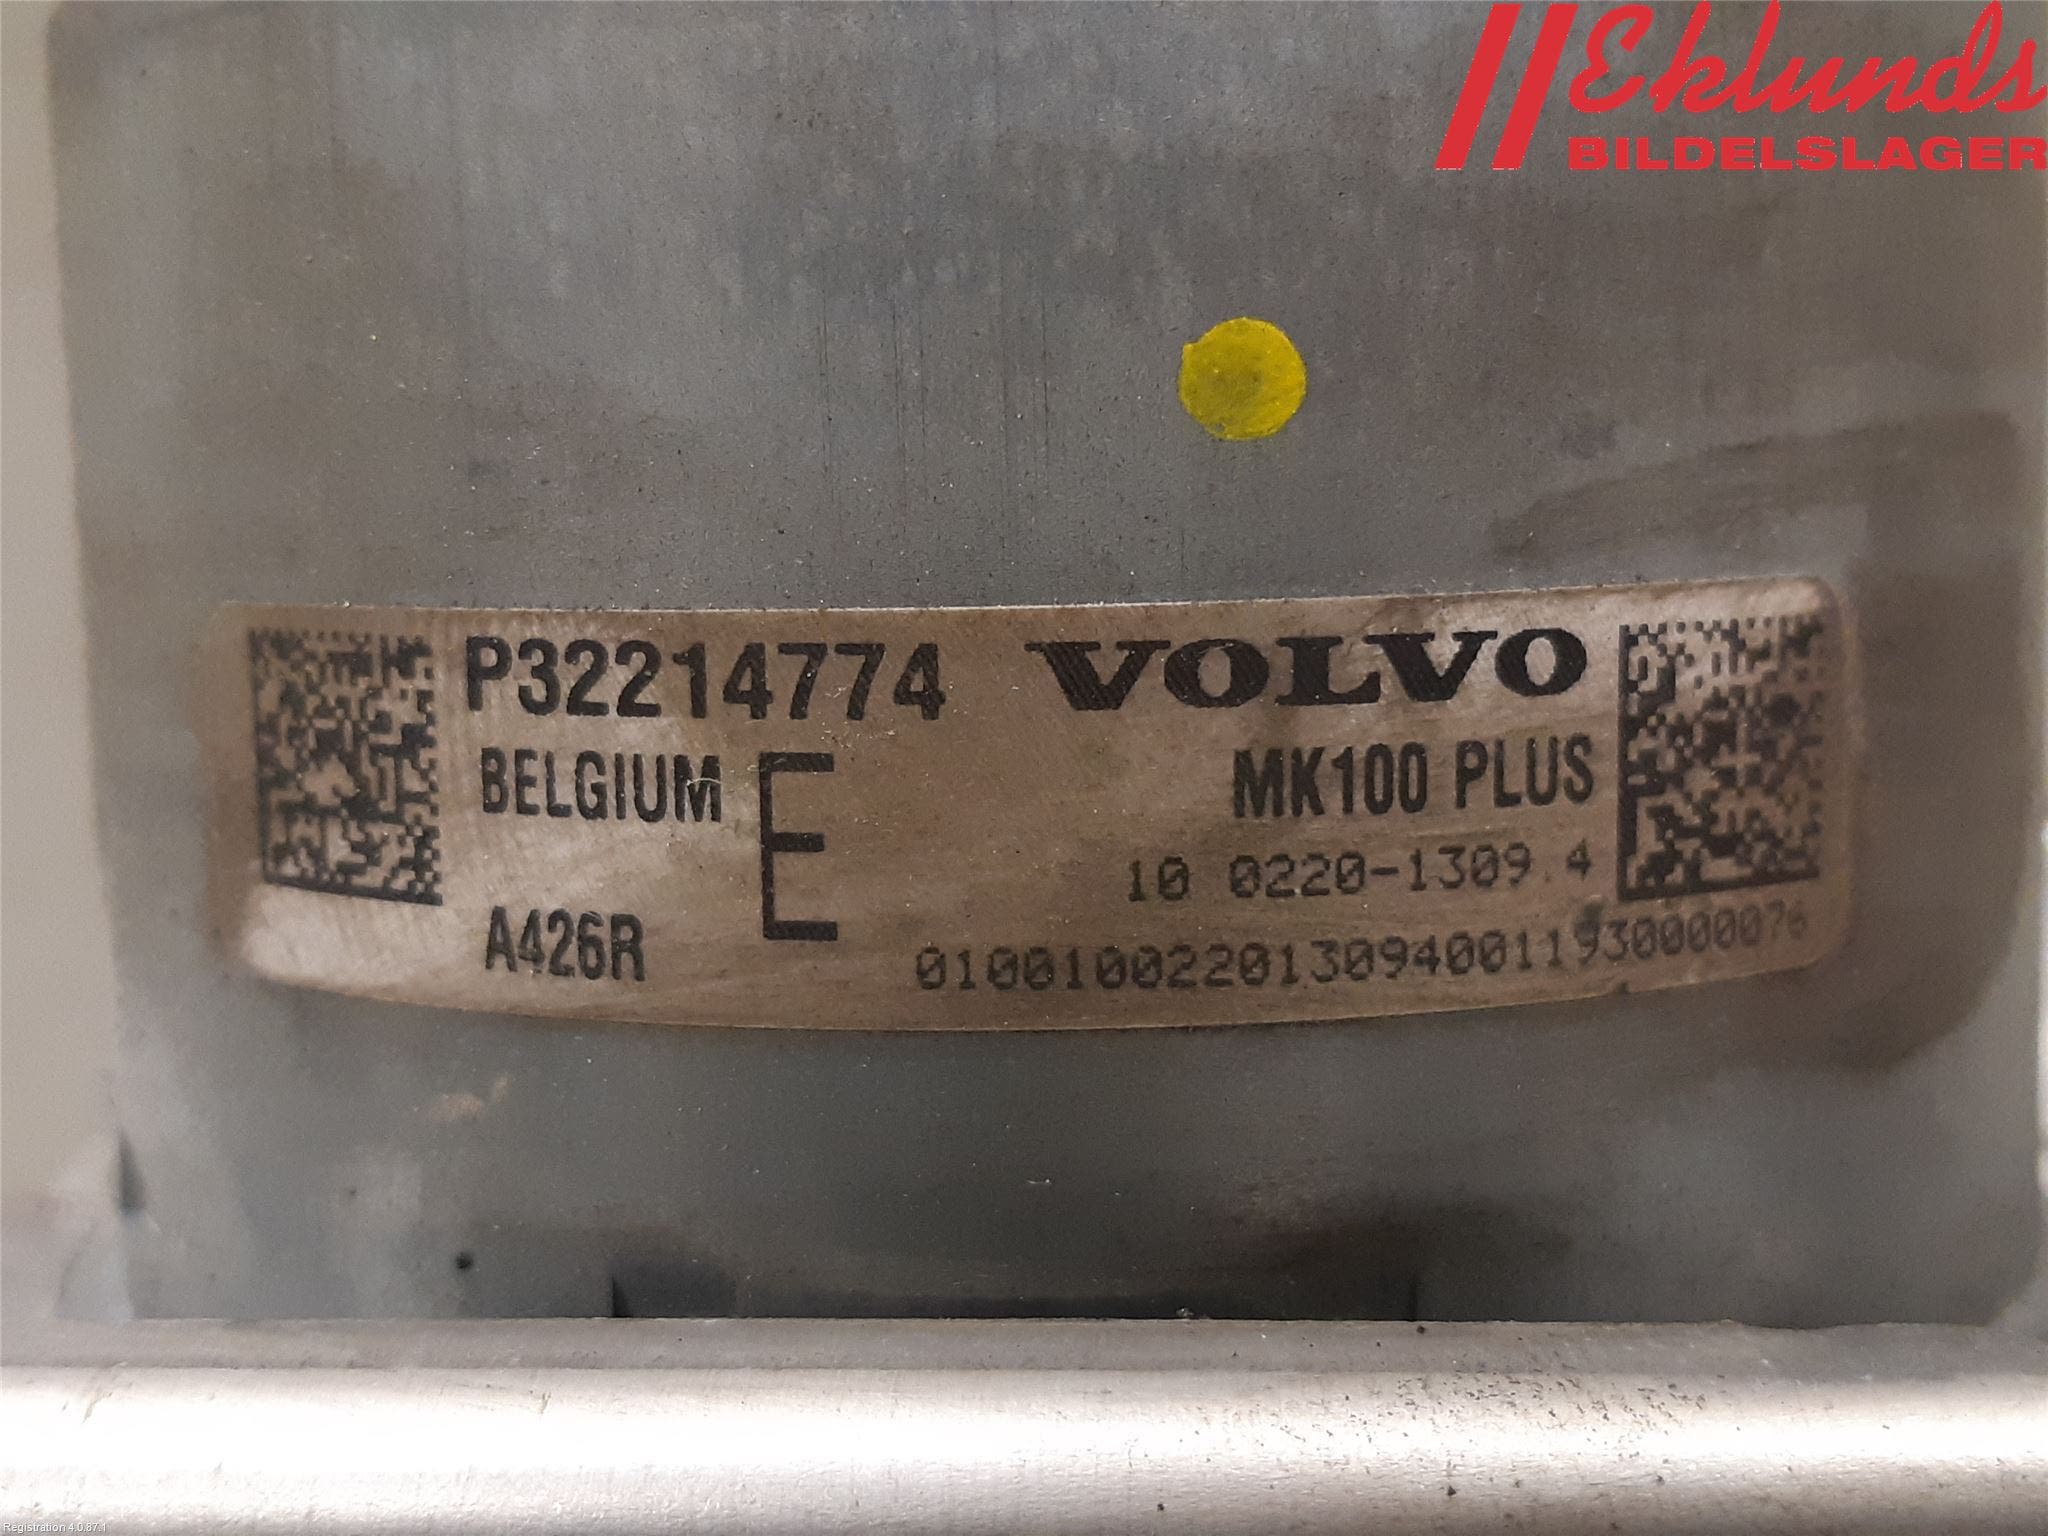 Eklunds
BILDELSLAGER
P32214774 VOLVO
BELGIUM E MK100 PLUS
10 0220-1309.4
A426R 0100100220130940011930000076
Registration 4.0.87.1